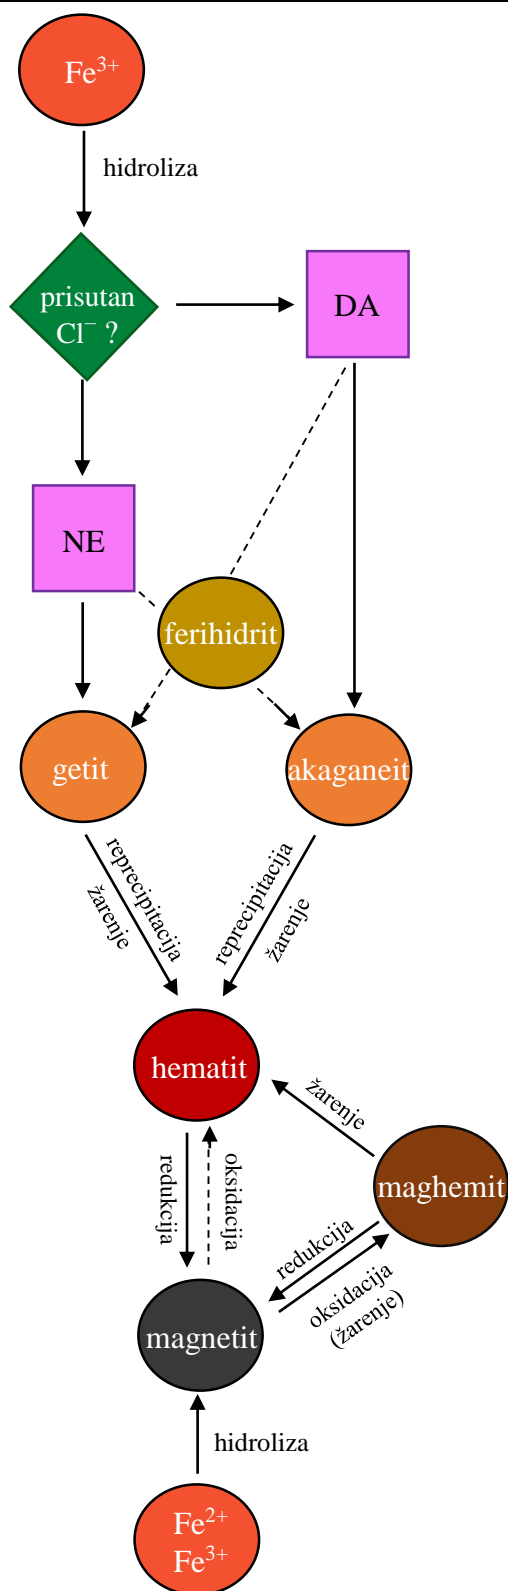 Fe³⁺
hidroliza
prisutan
Cl⁻ ?
DA
NE
ferihidrit
getit
akaganeit
reprecipitacija
žarenje
reprecipitacija
žarenje
hematit
žarenje
redukcija
oksidacija
maghemit
redukcija
oksidacija
(žarenje)
magnetit
hidroliza
Fe²⁺
Fe³⁺